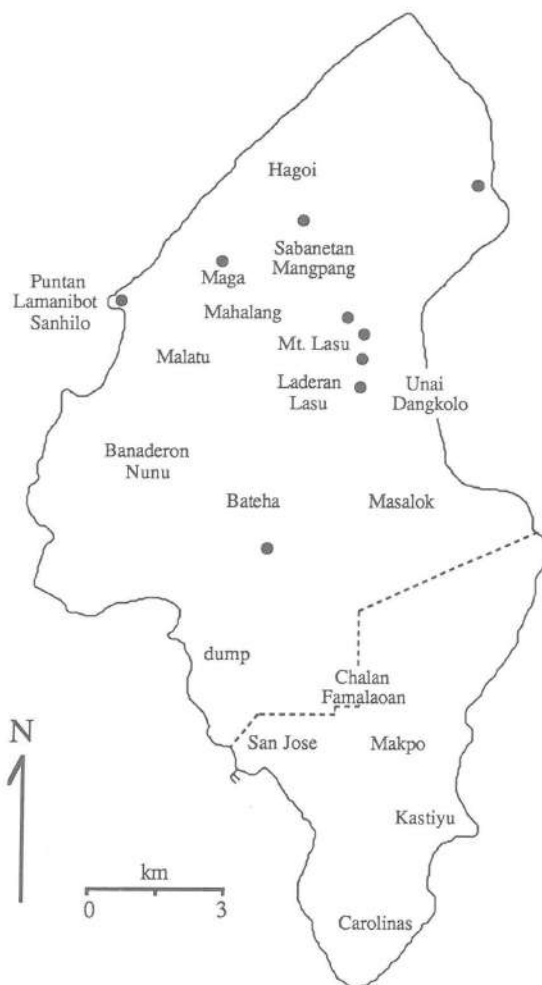 Hagoi
Sabanetan
Mangpang
Maga
Puntan
Lamanibot
Sanhilo
Mahalang
Mt. Lasu
Malatu
Laderan
Lasu
Unai
Dangkolo
Banaderon
Nunu
Bateha
Masalok
dump
Chalan
Famalaoan
N
San Jose
Makpo
Kastiyu
km
0
3
Carolinas